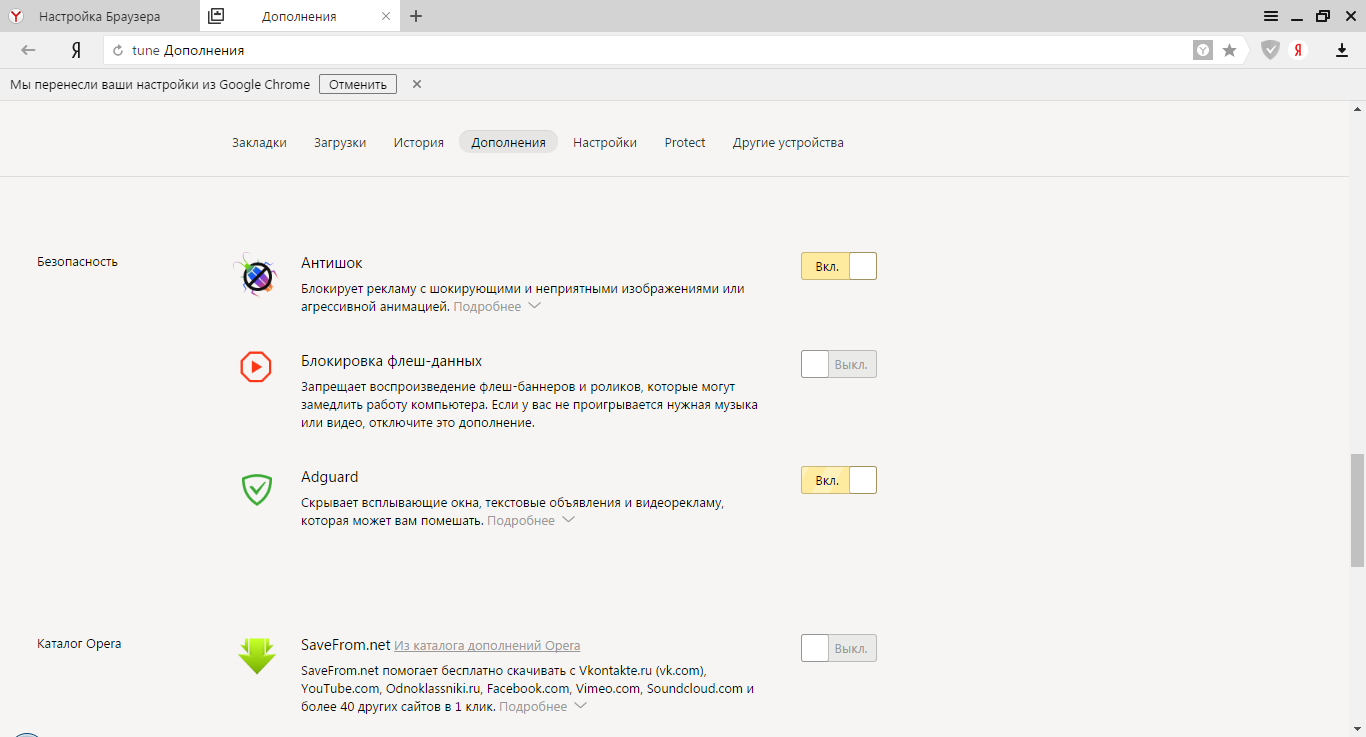 Настройка Браузера
Дополнения
tune Дополнения
Мы перенесли ваши настройки из Google Chrome Отменить
Закладки Загрузки История Дополнения Настройки Protect Другие устройства
Безопасность
Антишок
Вкл.
Блокирует рекламу с шокирующими и неприятными изображениями или
агрессивной анимацией. Подробнее
Блокировка флеш-данных
Выкл.
Запрещает воспроизведение флеш-баннеров и роликов, которые могут
замедлить работу компьютера. Если у вас не проигрывается нужная музыка
или видео, отключите это дополнение.
Adguard
Вкл.
Скрывает всплывающие окна, текстовые объявления и видеорекламу,
которая может вам помешать. Подробнее
Каталог Opera
SaveFrom.net Из каталога дополнений Opera
Выкл.
SaveFrom.net помогает бесплатно скачивать с Vkontakte.ru (vk.com),
YouTube.com, Odnoklassniki.ru, Facebook.com, Vimeo.com, Soundcloud.com и
более 40 других сайтов в 1 клик. Подробнее